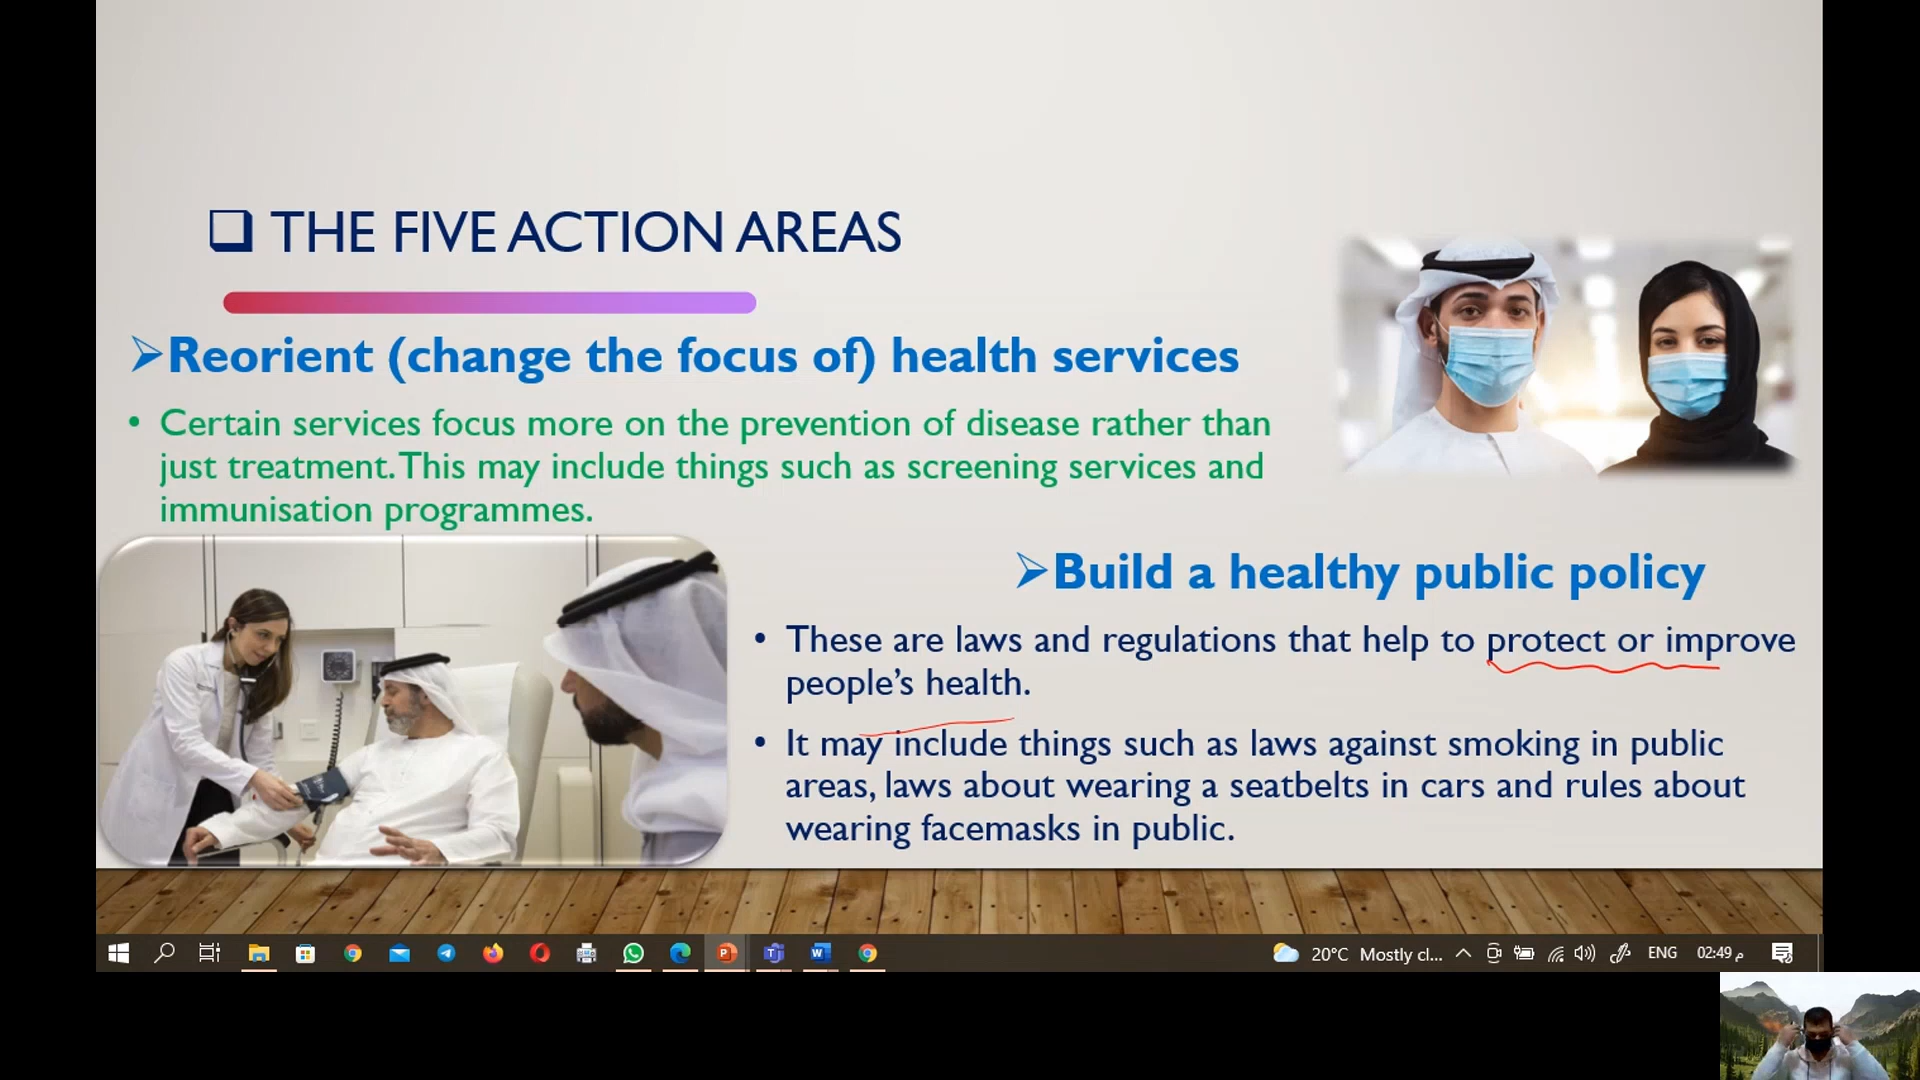 THE FIVE ACTION AREAS
Reorient (change the focus of) health services
Certain services focus more on the prevention of disease rather than
just treatment. This may include things such as screening services and
immunisation programmes.
Build a healthy public policy
These are laws and regulations that help to protect or improve
people's health.
It may include things such as laws against smoking in public
areas, laws about wearing a seatbelts in cars and rules about
wearing facemasks in public.
20°C Mostly cl... ENG 02:49 م